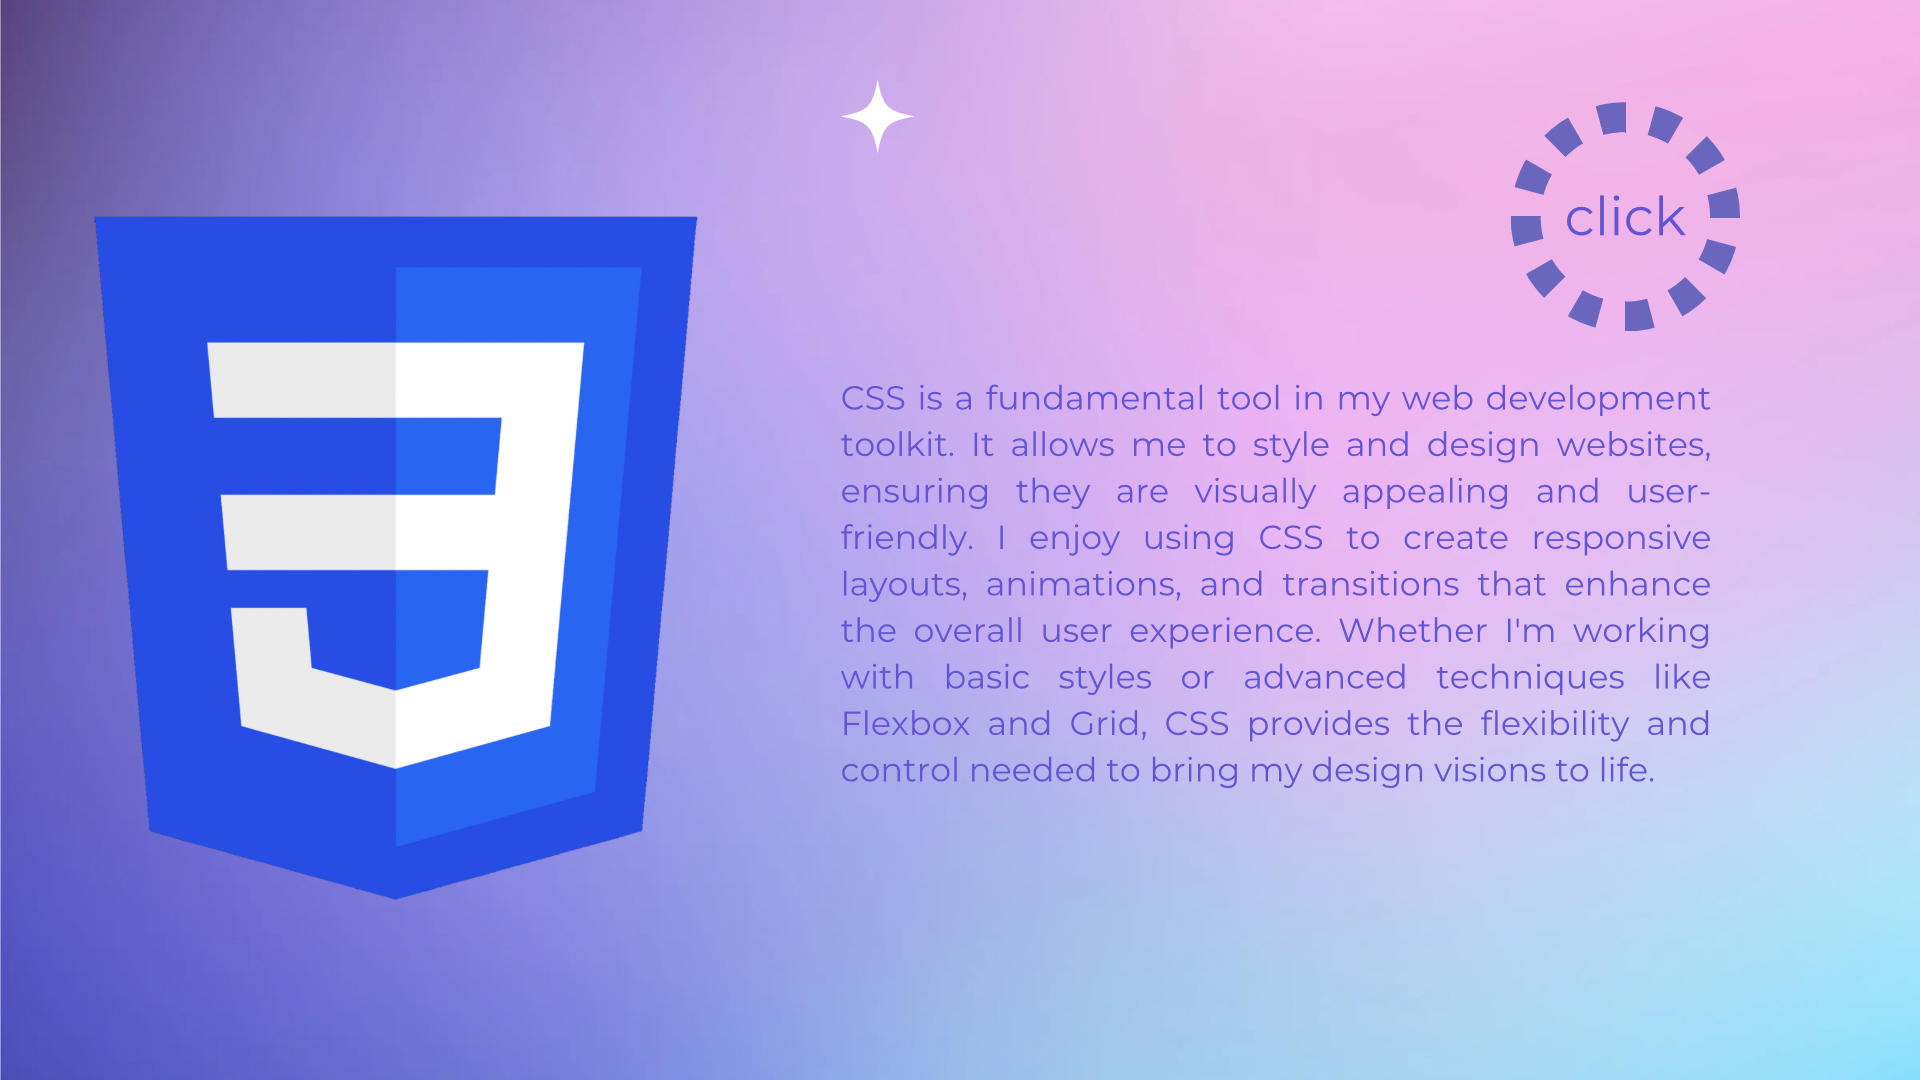 click
CSS is a fundamental tool in my web development
toolkit. It allows me to style and design websites,
ensuring they are visually appealing and user-
friendly. I enjoy using CSS to create responsive
layouts, animations, and transitions that enhance
the overall user experience. Whether I'm working
with basic styles or advanced techniques like
Flexbox and Grid, CSS provides the flexibility and
control needed to bring my design visions to life.
3